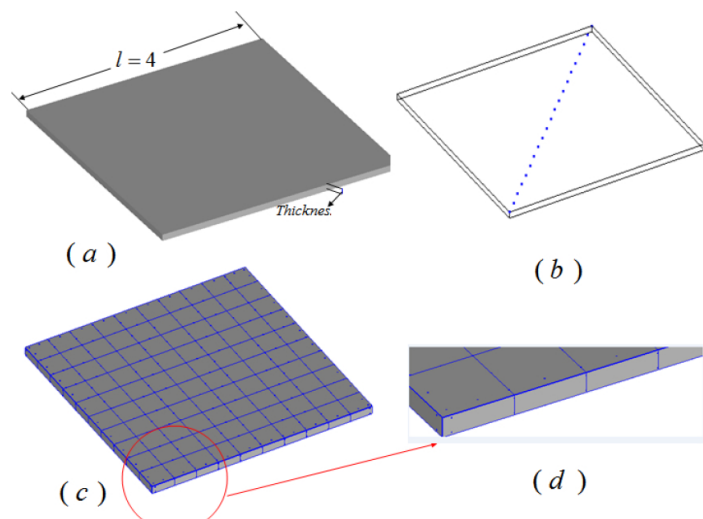 l = 4
Thicknes.
( a )
( b )
( c )
( d )